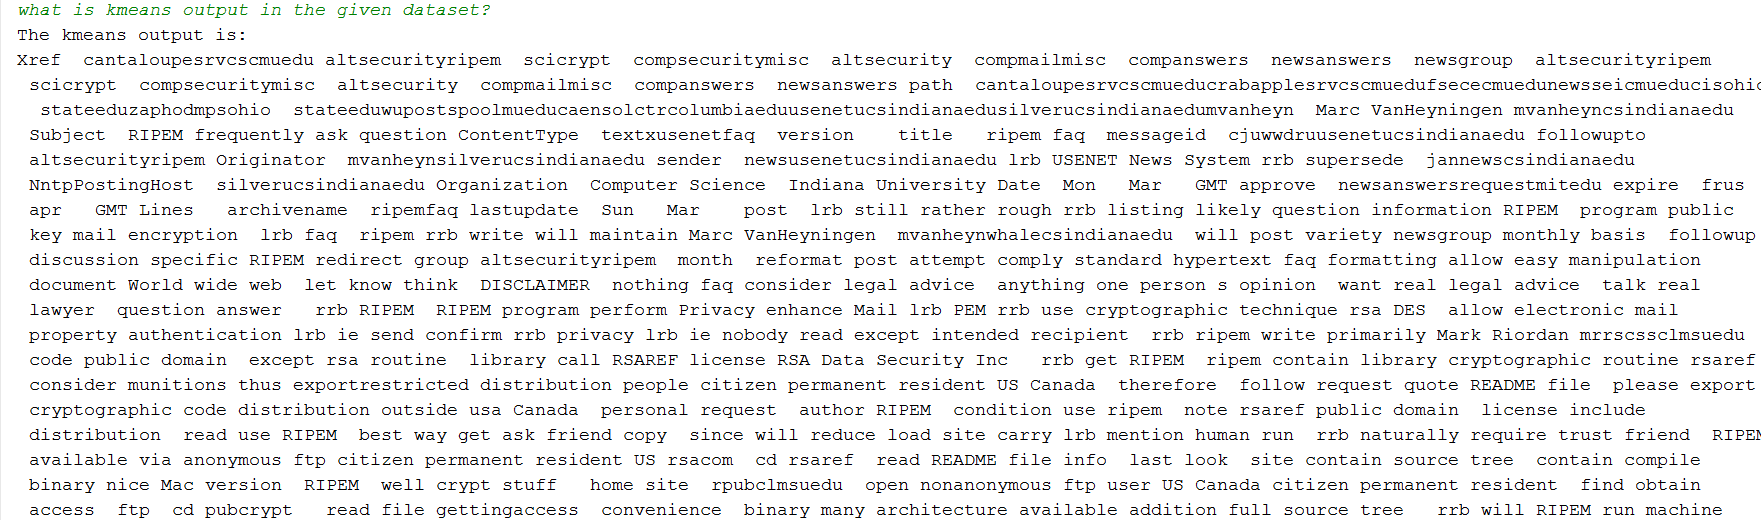 what is kmeans output in the given dataset?
The kmeans output is:
Xref cantaloupesrvcscmuedu altsecurityripem scicrypt compsecuritymisc altsecurity compmailmisc companswers newsanswers newsgroup altsecurityripem
scicrypt compsecuritymisc altsecurity compmailmisc companswers newsanswers path cantaloupesrvcscmueducrabapplesrvcscmuedufsececmuedunewsseicmueducisohio
stateeduzaphodmpsohio stateeduwupostspoolmueducaensolctrcolumbiaeduusenetucsindianaedusilverucsindianaedumvanheyn Marc VanHeyningen mvanheyncsindianaedu
Subject RIPEM frequently ask question ContentType textxusenetfaq version title ripem faq messageid cjuwwdruusenetucsindianaedu followupto
altsecurityripem Originator mvanheynsilverucsindianaedu sender newsusenetucsindianaedu lrb USENET News System rrb supersede jannewscsindianaedu
NntpPostingHost silverucsindianaedu Organization Computer Science Indiana University Date Mon Mar GMT approve newsanswersrequestmitedu expire frus
apr GMT Lines archivename ripemfaq lastupdate Sun Mar post lrb still rather rough rrb listing likely question information RIPEM program public
key mail encryption lrb faq ripem rrb write will maintain Marc VanHeyningen mvanheynwhalecsindianaedu will post variety newsgroup monthly basis followup
discussion specific RIPEM redirect group altsecurityripem month reformat post attempt comply standard hypertext faq formatting allow easy manipulation
document World wide web let know think DISCLAIMER nothing faq consider legal advice anything one person s opinion want real legal advice talk real
lawyer question answer rrb RIPEM RIPEM program perform Privacy enhance Mail lrb PEM rrb use cryptographic technique rsa DES allow electronic mail
property authentication lrb ie send confirm rrb privacy lrb ie nobody read except intended recipient rrb ripem write primarily Mark Riordan mrrscssclmsuedu
code public domain except rsa routine library call RSAREF license RSA Data Security Inc rrb get RIPEM ripem contain library cryptographic routine rsaref
consider munitions thus exportrestricted distribution people citizen permanent resident US Canada therefore follow request quote README file please export
cryptographic code distribution outside usa Canada personal request author RIPEM condition use ripem note rsaref public domain license include
distribution read use RIPEM best way get ask friend copy since will reduce load site carry lrb mention human run rrb naturally require trust friend RIPEM
available via anonymous ftp citizen permanent resident US rsacom cd rsaref read README file info last look site contain source tree contain compile
binary nice Mac version RIPEM well crypt stuff home site rpubclmsuedu open nonanonymous ftp user US Canada citizen permanent resident find obtain
access ftp cd pubcrypt read file gettingaccess convenience binary many architecture available addition full source tree rrb will RIPEM run machine